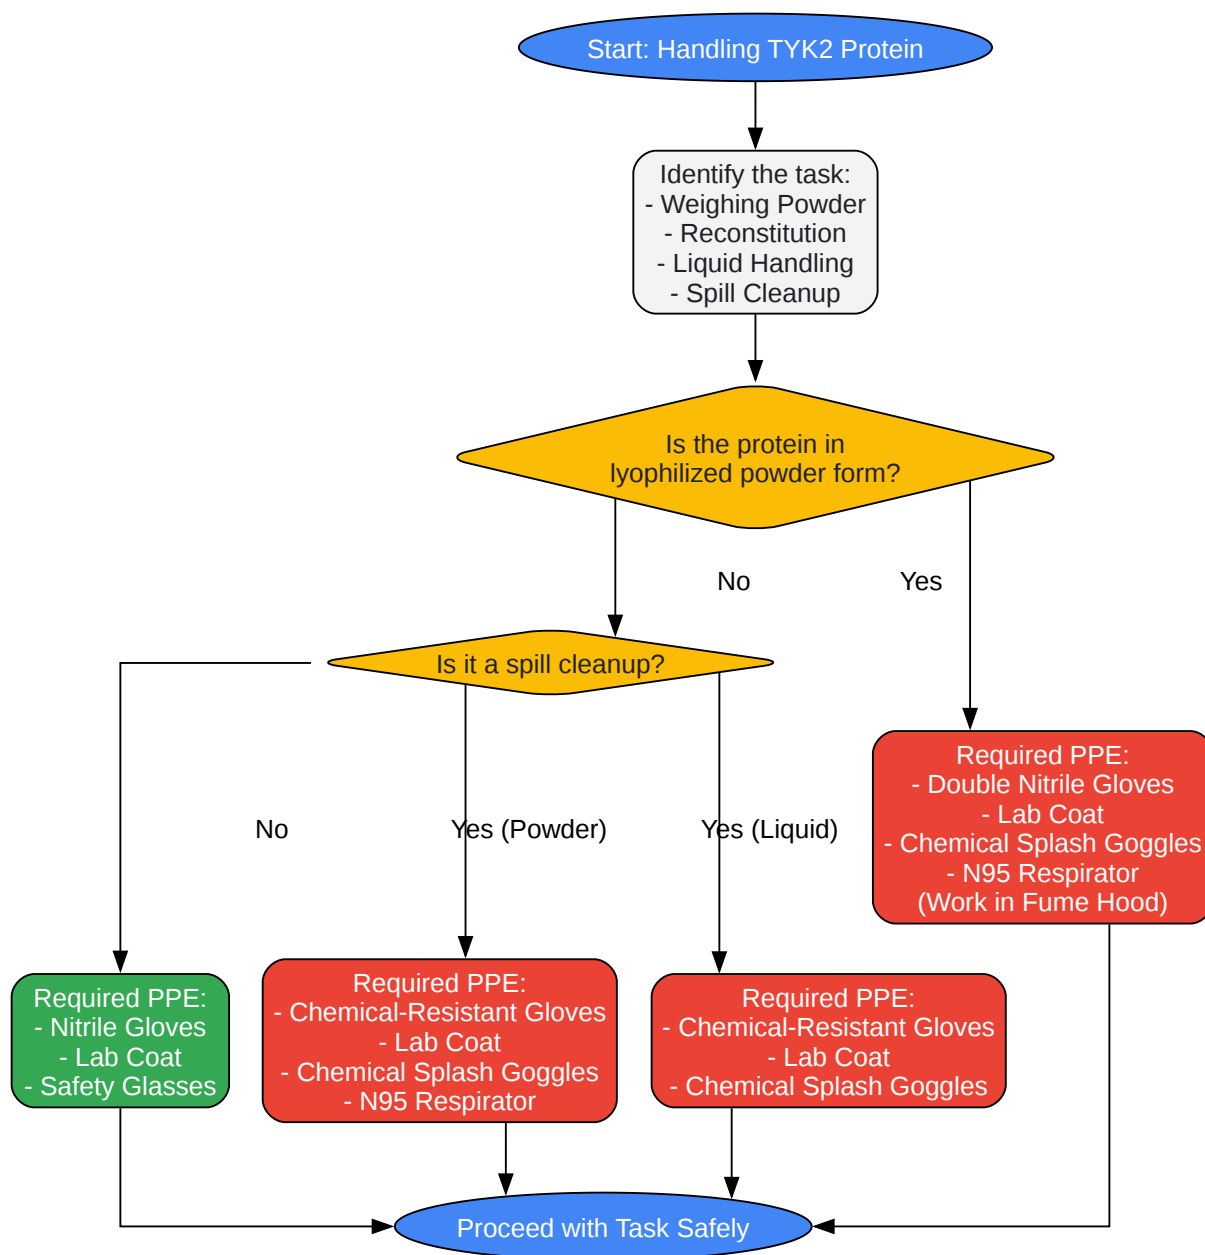 Start: Handling TYK2 Protein
Identify the task:
- Weighing Powder
- Reconstitution
- Liquid Handling
- Spill Cleanup
Is the protein in
lyophilized powder form?
No
Yes
Is it a spill cleanup?
No
Yes (Powder)
Yes (Liquid)
Required PPE:
- Double Nitrile Gloves
- Lab Coat
- Chemical Splash Goggles
- N95 Respirator
(Work in Fume Hood)
Required PPE:
- Nitrile Gloves
- Lab Coat
- Safety Glasses
Required PPE:
- Chemical-Resistant Gloves
- Lab Coat
- Chemical Splash Goggles
- N95 Respirator
Required PPE:
- Chemical-Resistant Gloves
- Lab Coat
- Chemical Splash Goggles
Proceed with Task Safely